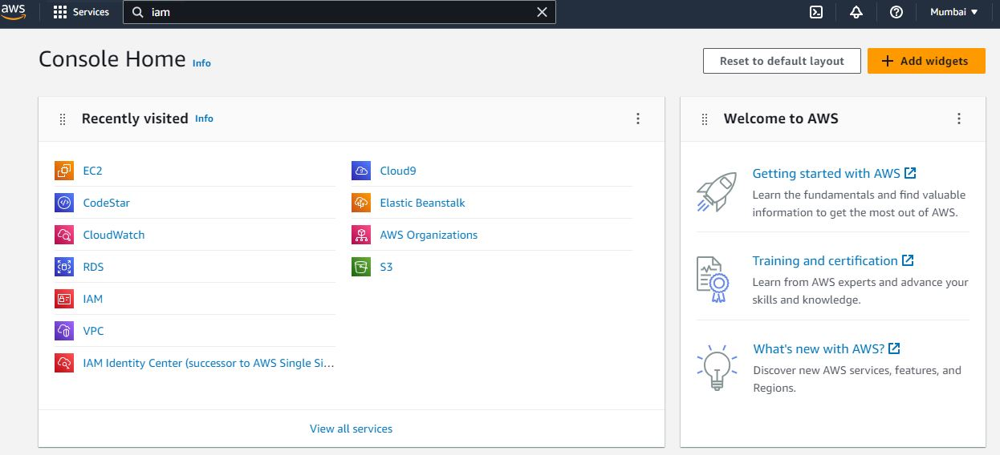 aws
Services
iam
Mumbai
Console Home Info
Reset to default layout
Add widgets
Recently visited Info
EC2
CodeStar
CloudWatch
RDS
IAM
VPC
IAM Identity Center (successor to AWS Single Si...
Cloud9
Elastic Beanstalk
AWS Organizations
S3
View all services
Welcome to AWS
Getting started with AWS
Learn the fundamentals and find valuable
information to get the most out of AWS.
Training and certification
Learn from AWS experts and advance your
skills and knowledge.
What's new with AWS?
Discover new AWS services, features, and
Regions.